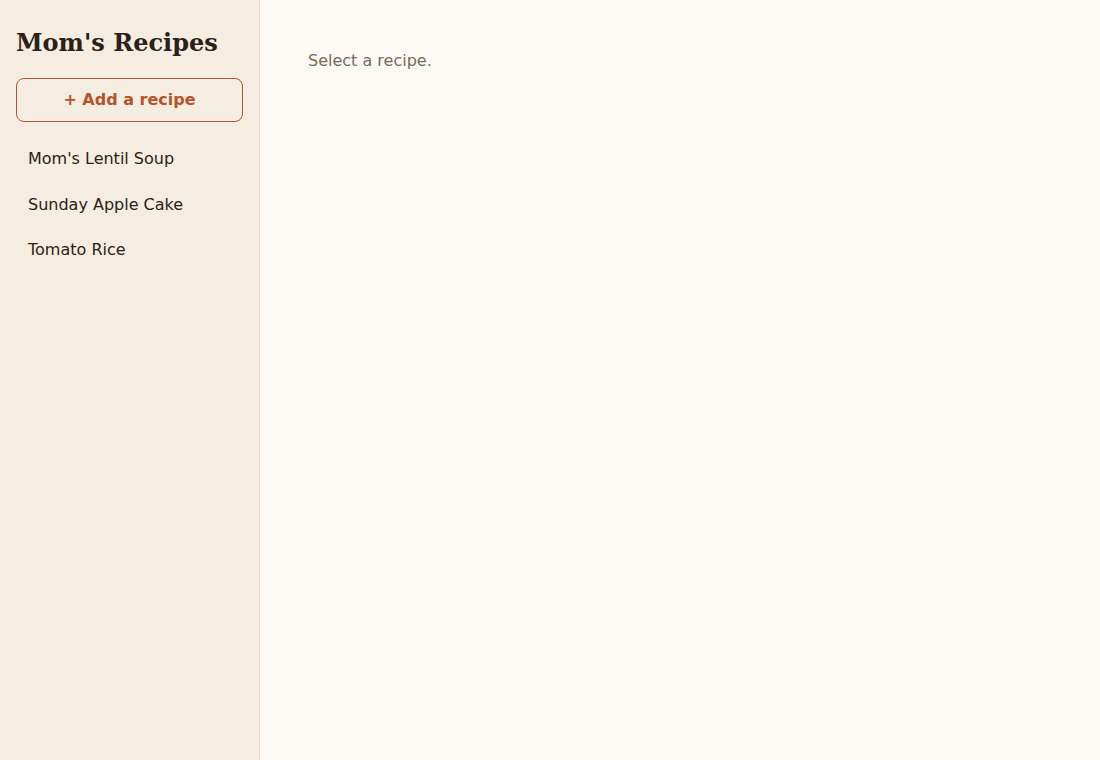 Mom's Recipes
+ Add a recipe
Mom's Lentil Soup
Sunday Apple Cake
Tomato Rice
Select a recipe.